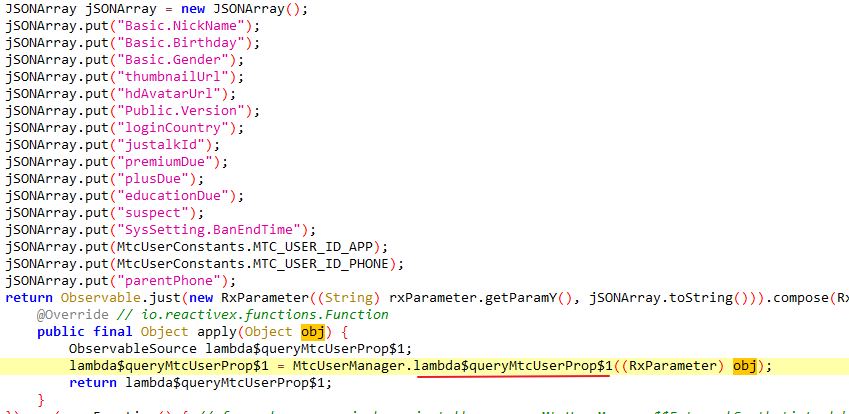 JSONArray jSONArray = new JSONArray();
jSONArray.put("Basic.NickName");
jSONArray.put("Basic.Birthday");
jSONArray.put("Basic.Gender");
jSONArray.put("thumbnailUrl");
jSONArray.put("hdAvatarUrl");
jSONArray.put("Public.Version");
jSONArray.put("loginCountry");
jSONArray.put("justalkId");
jSONArray.put("premiumDue");
jSONArray.put("plusDue");
jSONArray.put("educationDue");
jSONArray.put("suspect");
jSONArray.put("SysSetting.BanEndTime");
jSONArray.put(MtcUserConstants.MTC_USER_ID_APP);
jSONArray.put(MtcUserConstants.MTC_USER_ID_PHONE);
jSONArray.put("parentPhone");
return Observable.just(new RxParameter((String) rxParameter.getParamY(), jSONArray.toString())).compose(Rx
@Override // io.reactivex.functions.Function
public final Object apply(Object obj) {
ObservableSource lambda$queryMtcUserProp$1;
lambda$queryMtcUserProp$1 = MtcUserManager.lambda$queryMtcUserProp$1((RxParameter) obj);
return lambda$queryMtcUserProp$1;
}